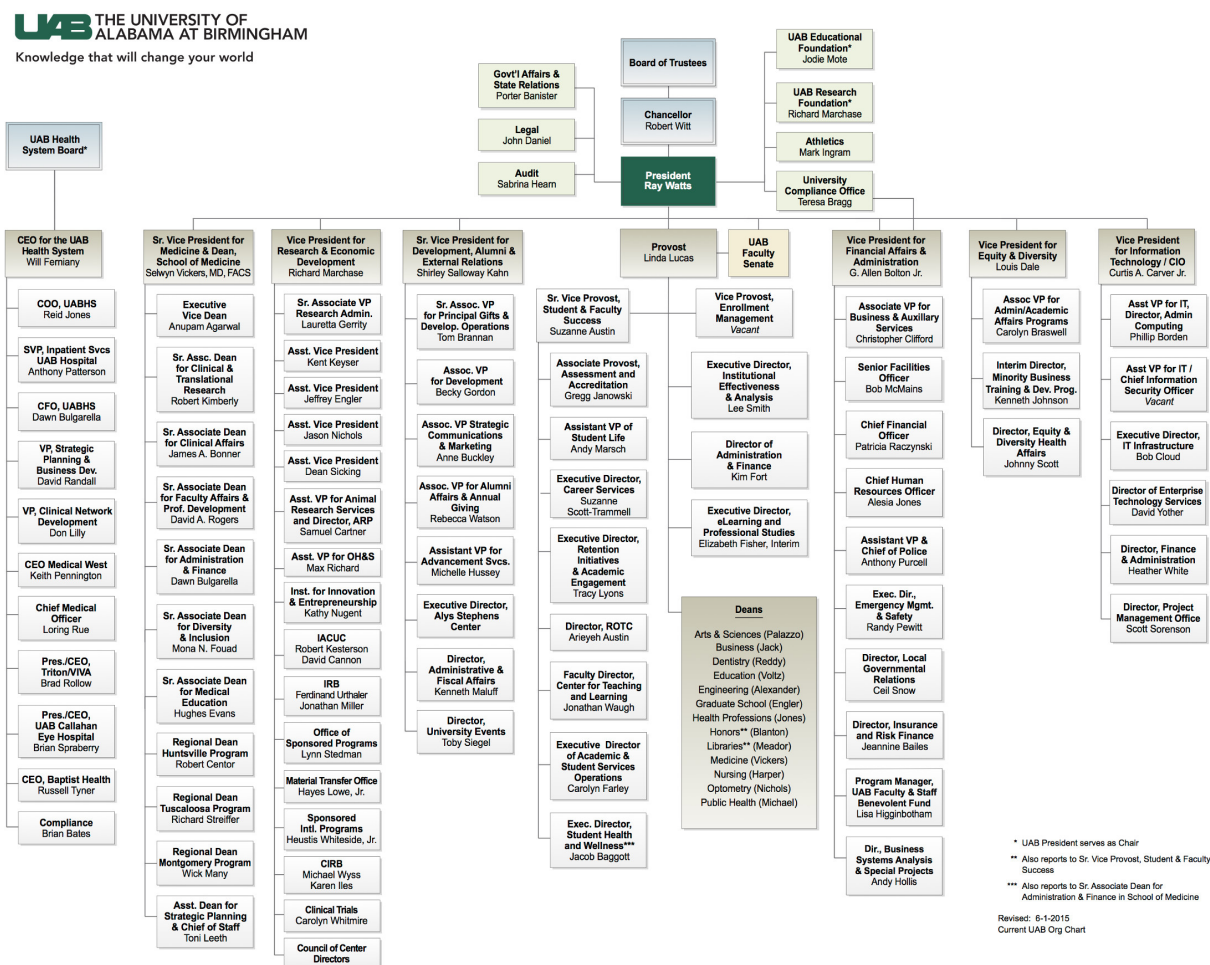 UAB THE UNIVERSITY OF
ALABAMA AT BIRMINGHAM
Knowledge that will change your world
Board of Trustees
Chancellor
Robert Witt
President
Ray Watts
Govt'l Affairs &
State Relations
Porter Banister
Legal
John Daniel
Audit
Sabrina Hearn
UAB Educational
Foundation*
Jodie Mote
UAB Research
Foundation*
Richard Marchase
Athletics
Mark Ingram
University
Compliance Office
Teresa Bragg
UAB Health
System Board*
CEO for the UAB
Health System
Will Ferniany
COO, UABHS
Reid Jones
SVP, Inpatient Svcs
UAB Hospital
Anthony Patterson
CFO, UABHS
Dawn Bulgarella
VP, Strategic
Planning &
Business Dev.
David Randall
VP, Clinical Network
Development
Don Lilly
CEO Medical West
Keith Pennington
Chief Medical
Officer
Loring Rue
Pres./CEO,
Triton/VIVA
Brad Rollow
Pres./CEO,
UAB Callahan
Eye Hospital
Brian Spraberry
CEO, Baptist Health
Russell Tyner
Compliance
Brian Bates
Sr. Vice President for
Medicine & Dean,
School of Medicine
Selwyn Vickers, MD, FACS
Executive
Vice Dean
Anupam Agarwal
Sr. Assc. Dean
for Clinical &
Translational
Research
Robert Kimberly
Sr. Associate Dean
for Clinical Affairs
James A. Bonner
Sr. Associate Dean
for Faculty Affairs &
Prof. Development
David A. Rogers
Sr. Associate Dean
for Administration
& Finance
Dawn Bulgarella
Sr. Associate Dean
for Diversity
& Inclusion
Mona N. Fouad
Sr. Associate Dean
for Medical
Education
Hughes Evans
Regional Dean
Huntsville Program
Robert Centor
Regional Dean
Tuscaloosa Program
Richard Streiffer
Regional Dean
Montgomery Program
Wick Many
Asst. Dean for
Strategic Planning
& Chief of Staff
Toni Leeth
Vice President for
Research & Economic
Development
Richard Marchase
Sr. Associate VP
Research Admin.
Lauretta Gerrity
Asst. Vice President
Kent Keyser
Asst. Vice President
Jeffrey Engler
Asst. Vice President
Jason Nichols
Asst. Vice President
Dean Sicking
Asst. VP for Animal
Research Services
and Director, ARP
Samuel Cartner
Asst. VP for OH&S
Max Richard
Inst. for Innovation
& Entrepreneurship
Kathy Nugent
IACUC
Robert Kesterson
David Cannon
IRB
Ferdinand Urthaler
Jonathan Miller
Office of
Sponsored Programs
Lynn Stedman
Material Transfer Office
Hayes Lowe, Jr.
Sponsored
Intl. Programs
Heustis Whiteside, Jr.
CIRB
Michael Wyss
Karen Iles
Clinical Trials
Carolyn Whitmire
Council of Center
Directors
Sr. Vice President for
Development, Alumni &
External Relations
Shirley Salloway Kahn
Sr. Assoc. VP
for Principal Gifts &
Develop. Operations
Tom Brannan
Assoc. VP
for Development
Becky Gordon
Assoc. VP Strategic
Communications
& Marketing
Anne Buckley
Assoc. VP for Alumni
Affairs & Annual
Giving
Rebecca Watson
Assistant VP for
Advancement Svcs.
Michelle Hussey
Executive Director,
Alys Stephens
Center
Director,
Administrative &
Fiscal Affairs
Kenneth Maluff
Director,
University Events
Toby Siegel
Provost
Linda Lucas
UAB
Faculty
Senate
Sr. Vice Provost,
Student & Faculty
Success
Suzanne Austin
Associate Provost,
Assessment and
Accreditation
Gregg Janowski
Assistant VP of
Student Life
Andy Marsch
Executive Director,
Career Services
Suzanne
Scott-Trammell
Executive Director,
Retention
Initiatives
& Academic
Engagement
Tracy Lyons
Director, ROTC
Arieyeh Austin
Faculty Director,
Center for Teaching
and Learning
Jonathan Waugh
Executive Director
of Academic &
Student Services
Operations
Carolyn Farley
Exec. Director,
Student Health
and Wellness***
Jacob Baggott
Vice Provost,
Enrollment
Management
Vacant
Executive Director,
Institutional
Effectiveness
& Analysis
Lee Smith
Director of
Administration
& Finance
Kim Fort
Executive Director,
eLearning and
Professional Studies
Elizabeth Fisher, Interim
Deans
Arts & Sciences (Palazzo)
Business (Jack)
Dentistry (Reddy)
Education (Voltz)
Engineering (Alexander)
Graduate School (Engler)
Health Professions (Jones)
Honors** (Blanton)
Libraries** (Meador)
Medicine (Vickers)
Nursing (Harper)
Optometry (Nichols)
Public Health (Michael)
Vice President for
Financial Affairs &
Administration
G. Allen Bolton Jr.
Associate VP for
Business & Auxillary
Services
Christopher Clifford
Senior Facilities
Officer
Bob McMains
Chief Financial
Officer
Patricia Raczynski
Chief Human
Resources Officer
Alesia Jones
Assistant VP &
Chief of Police
Anthony Purcell
Exec. Dir.,
Emergency Mgmt.
& Safety
Randy Pewitt
Director, Local
Governmental
Relations
Ceil Snow
Director, Insurance
and Risk Finance
Jeannine Bailes
Program Manager,
UAB Faculty & Staff
Benevolent Fund
Lisa Higginbotham
Dir., Business
Systems Analysis
& Special Projects
Andy Hollis
Vice President for
Equity & Diversity
Louis Dale
Assoc VP for
Admin/Academic
Affairs Programs
Carolyn Braswell
Interim Director,
Minority Business
Training & Dev. Prog.
Kenneth Johnson
Director, Equity &
Diversity Health
Affairs
Johnny Scott
Vice President
for Information
Technology / CIO
Curtis A. Carver Jr.
Asst VP for IT,
Director, Admin
Computing
Phillip Borden
Asst VP for IT /
Chief Information
Security Officer
Vacant
Executive Director,
IT Infrastructure
Bob Cloud
Director of Enterprise
Technology Services
David Yother
Director, Finance
& Administration
Heather White
Director, Project
Management Office
Scott Sorenson
* UAB President serves as Chair
** Also reports to Sr. Vice Provost, Student & Faculty
Success
*** Also reports to Sr. Associate Dean for
Administration & Finance in School of Medicine
Revised: 6-1-2015
Current UAB Org Chart